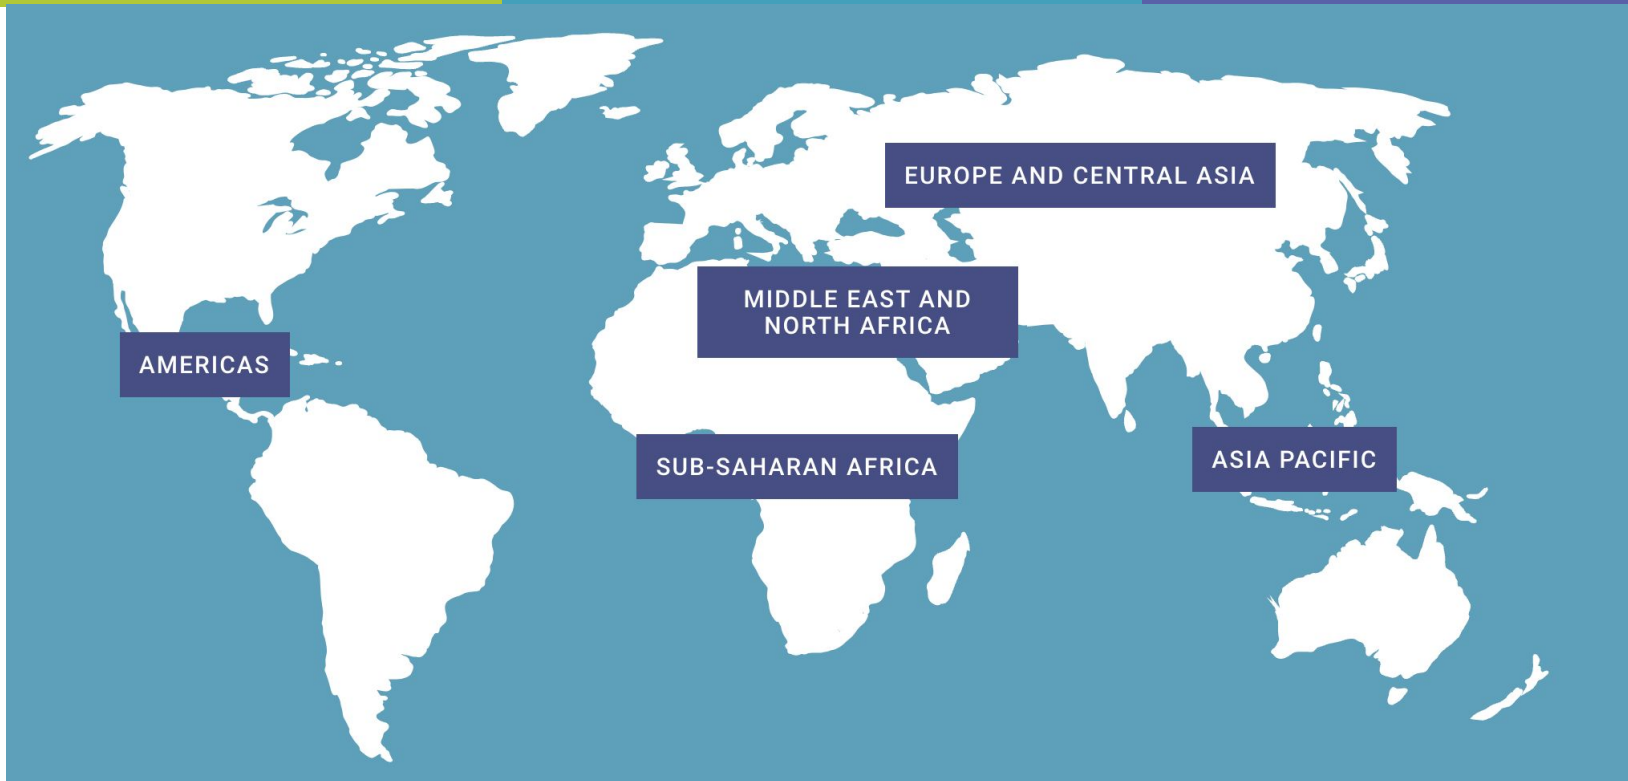 EUROPE AND CENTRAL ASIA
MIDDLE EAST AND
NORTH AFRICA
AMERICAS
SUB-SAHARAN AFRICA
ASIA PACIFIC